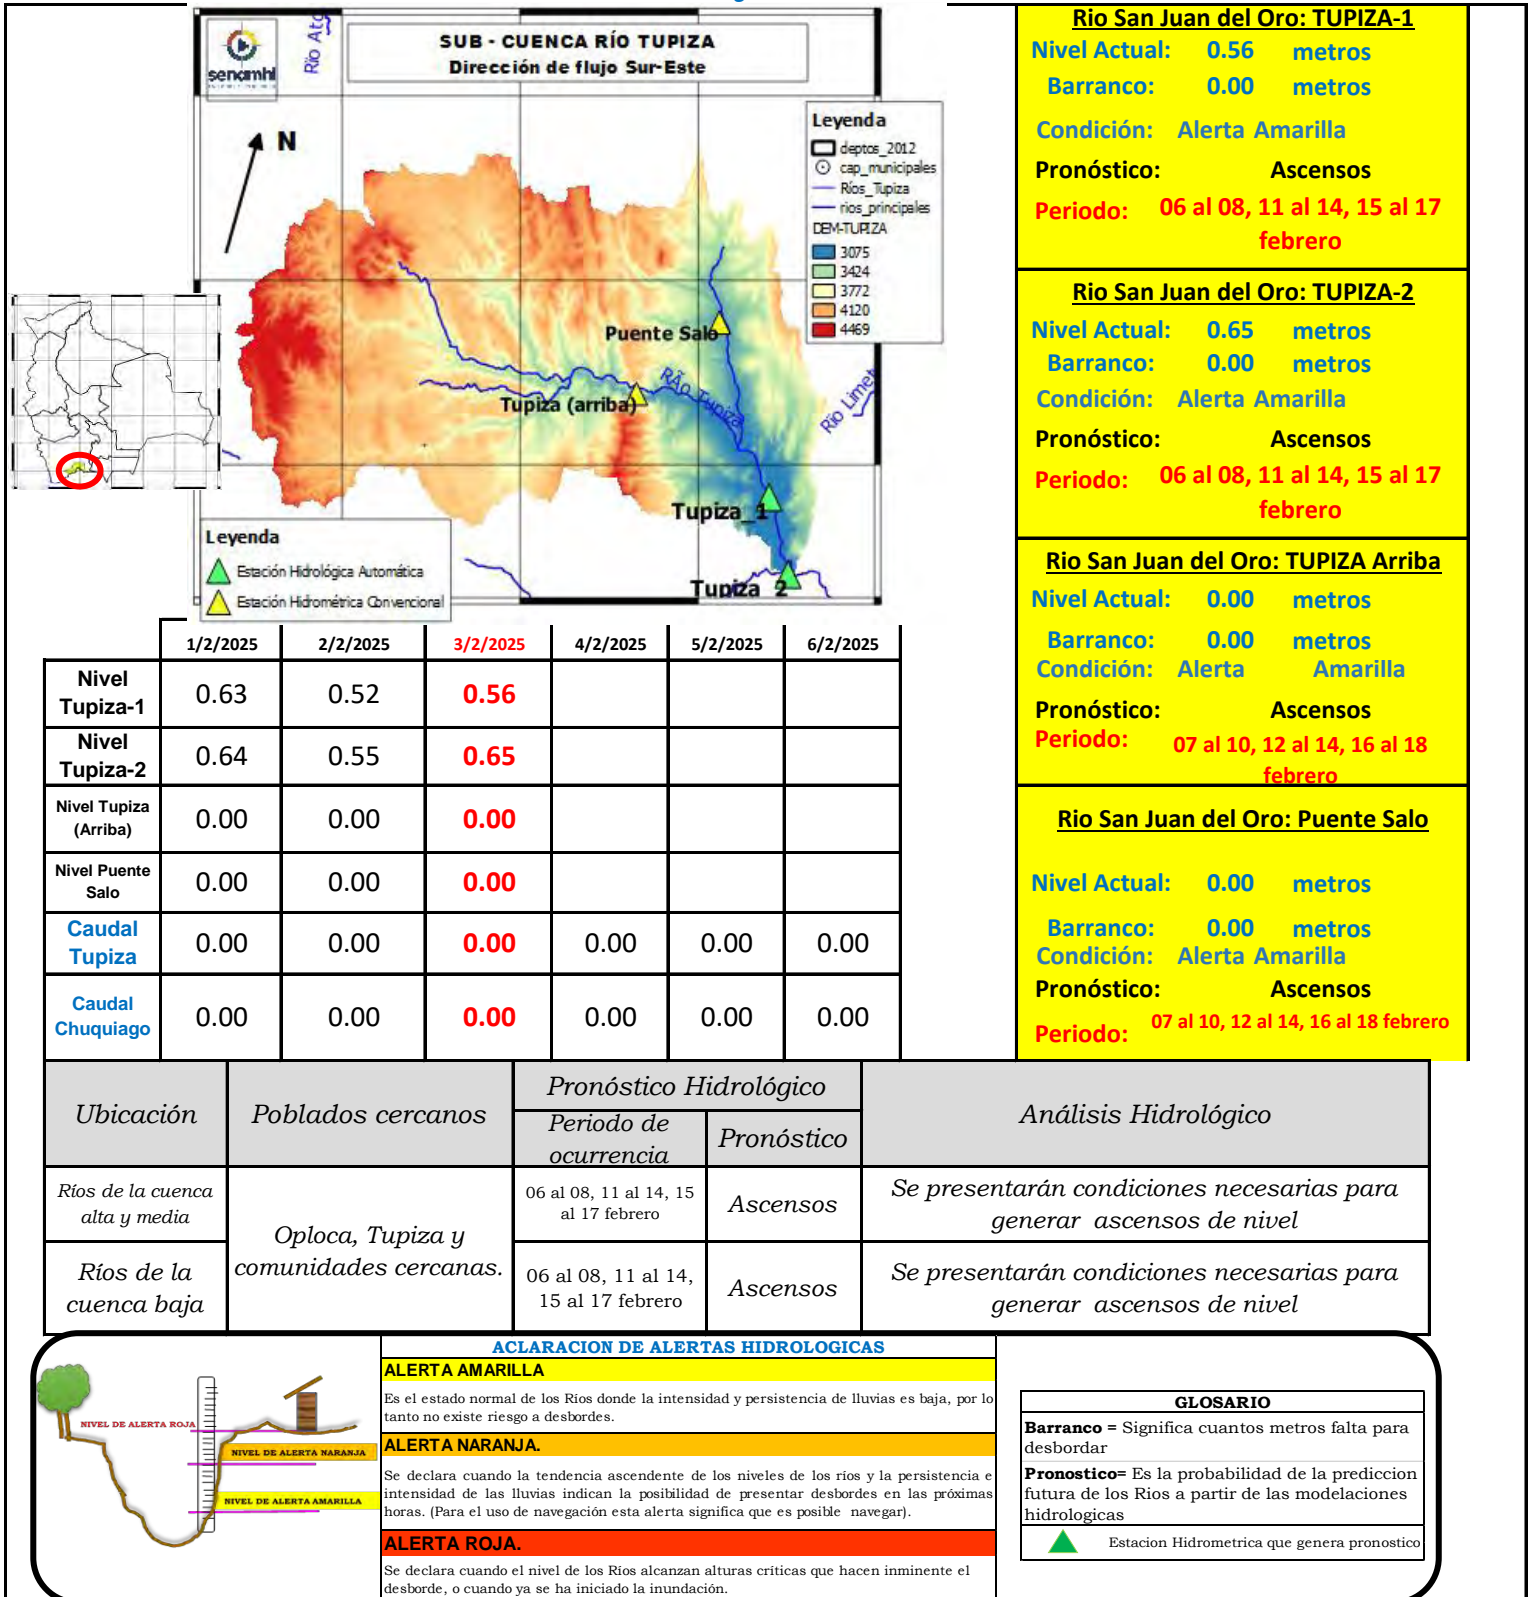 senamhi
Río
SUB - CUENCA RÍO TUPIZA
Dirección de flujo Sur-Este
N
Leyenda
deptos_2012
cap_municipales
Ríos_Tupiza
rios_principales
DEM-TUPIZA
3075
3424
3772
4120
4469
Puente Salo
Tupiza (arriba)
RÃo Tupiza
Río Limet
Tupiza_1
Tupiza_2
Leyenda
Estación Hidrológica Automática
Estación Hidrométrica Convencional
Rio San Juan del Oro: TUPIZA-1
Nivel Actual: 0.56 metros
Barranco: 0.00 metros
Condición: Alerta Amarilla
Pronóstico: Ascensos
Periodo: 06 al 08, 11 al 14, 15 al 17
febrero
Rio San Juan del Oro: TUPIZA-2
Nivel Actual: 0.65 metros
Barranco: 0.00 metros
Condición: Alerta Amarilla
Pronóstico: Ascensos
Periodo: 06 al 08, 11 al 14, 15 al 17
febrero
Rio San Juan del Oro: TUPIZA Arriba
Nivel Actual: 0.00 metros
Barranco: 0.00 metros
Condición: Alerta Amarilla
Pronóstico: Ascensos
Periodo: 07 al 10, 12 al 14, 16 al 18
febrero
Rio San Juan del Oro: Puente Salo
Nivel Actual: 0.00 metros
Barranco: 0.00 metros
Condición: Alerta Amarilla
Pronóstico: Ascensos
Periodo: 07 al 10, 12 al 14, 16 al 18 febrero
1/2/2025 2/2/2025 3/2/2025 4/2/2025 5/2/2025 6/2/2025
Nivel
Tupiza-1 0.63 0.52 0.56
Nivel
Tupiza-2 0.64 0.55 0.65
Nivel Tupiza
(Arriba) 0.00 0.00 0.00
Nivel Puente
Salo 0.00 0.00 0.00
Caudal
Tupiza 0.00 0.00 0.00 0.00 0.00 0.00
Caudal
Chuquiago 0.00 0.00 0.00 0.00 0.00 0.00
Ubicación
Poblados cercanos
Pronóstico Hidrológico
Periodo de
ocurrencia
Pronóstico
Análisis Hidrológico
Ríos de la cuenca
alta y media
Oploca, Tupiza y
comunidades cercanas.
06 al 08, 11 al 14, 15
al 17 febrero
Ascensos
Se presentarán condiciones necesarias para
generar ascensos de nivel
Ríos de la
cuenca baja
06 al 08, 11 al 14,
15 al 17 febrero
Ascensos
Se presentarán condiciones necesarias para
generar ascensos de nivel
NIVEL DE ALERTA ROJA
NIVEL DE ALERTA NARANJA
NIVEL DE ALERTA AMARILLA
ACLARACION DE ALERTAS HIDROLOGICAS
ALERTA AMARILLA
Es el estado normal de los Ríos donde la intensidad y persistencia de lluvias es baja, por lo
tanto no existe riesgo a desbordes.
ALERTA NARANJA.
Se declara cuando la tendencia ascendente de los niveles de los ríos y la persistencia e
intensidad de las lluvias indican la posibilidad de presentar desbordes en las próximas
horas. (Para el uso de navegación esta alerta significa que es posible navegar).
ALERTA ROJA.
Se declara cuando el nivel de los Ríos alcanzan alturas críticas que hacen inminente el
desborde, o cuando ya se ha iniciado la inundación.
GLOSARIO
Barranco = Significa cuantos metros falta para
desbordar
Pronostico= Es la probabilidad de la prediccion
futura de los Rios a partir de las modelaciones
hidrologicas
Estacion Hidrometrica que genera pronostico